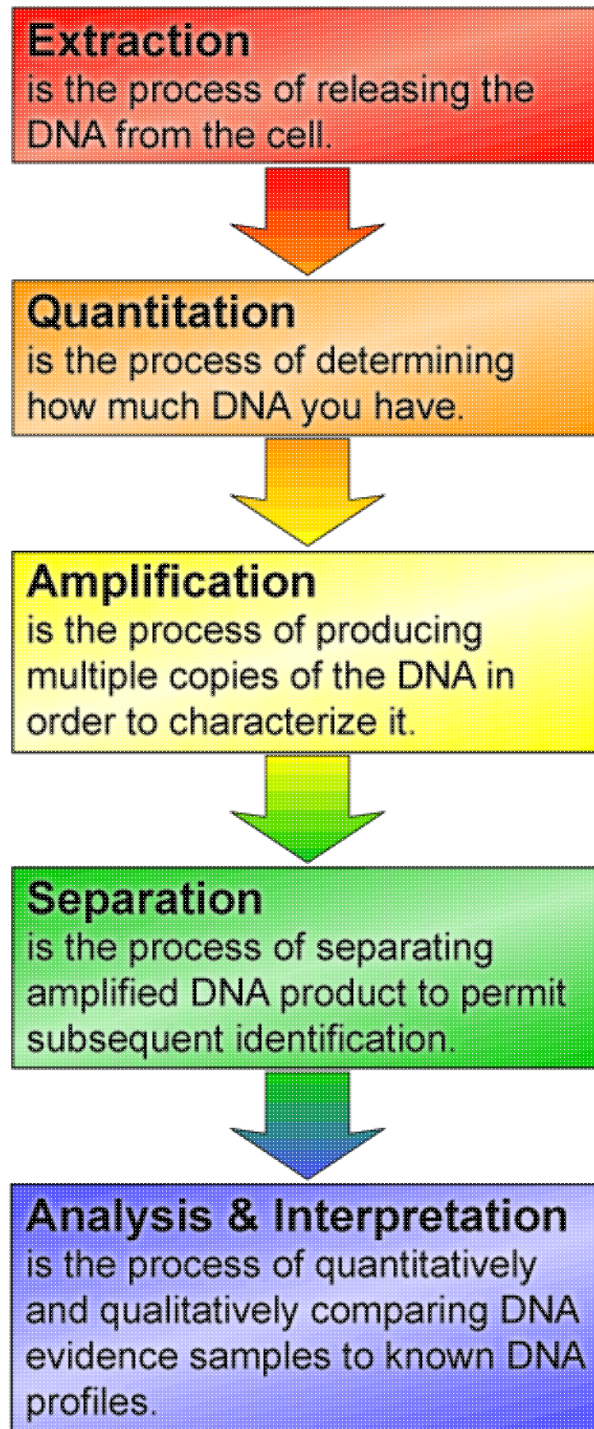 Extraction
is the process of releasing the
DNA from the cell.
Quantitation
is the process of determining
how much DNA you have.
Amplification
is the process of producing
multiple copies of the DNA in
order to characterize it.
Separation
is the process of separating
amplified DNA product to permit
subsequent identification.
Analysis & Interpretation
is the process of quantitatively
and qualitatively comparing DNA
evidence samples to known DNA
profiles.